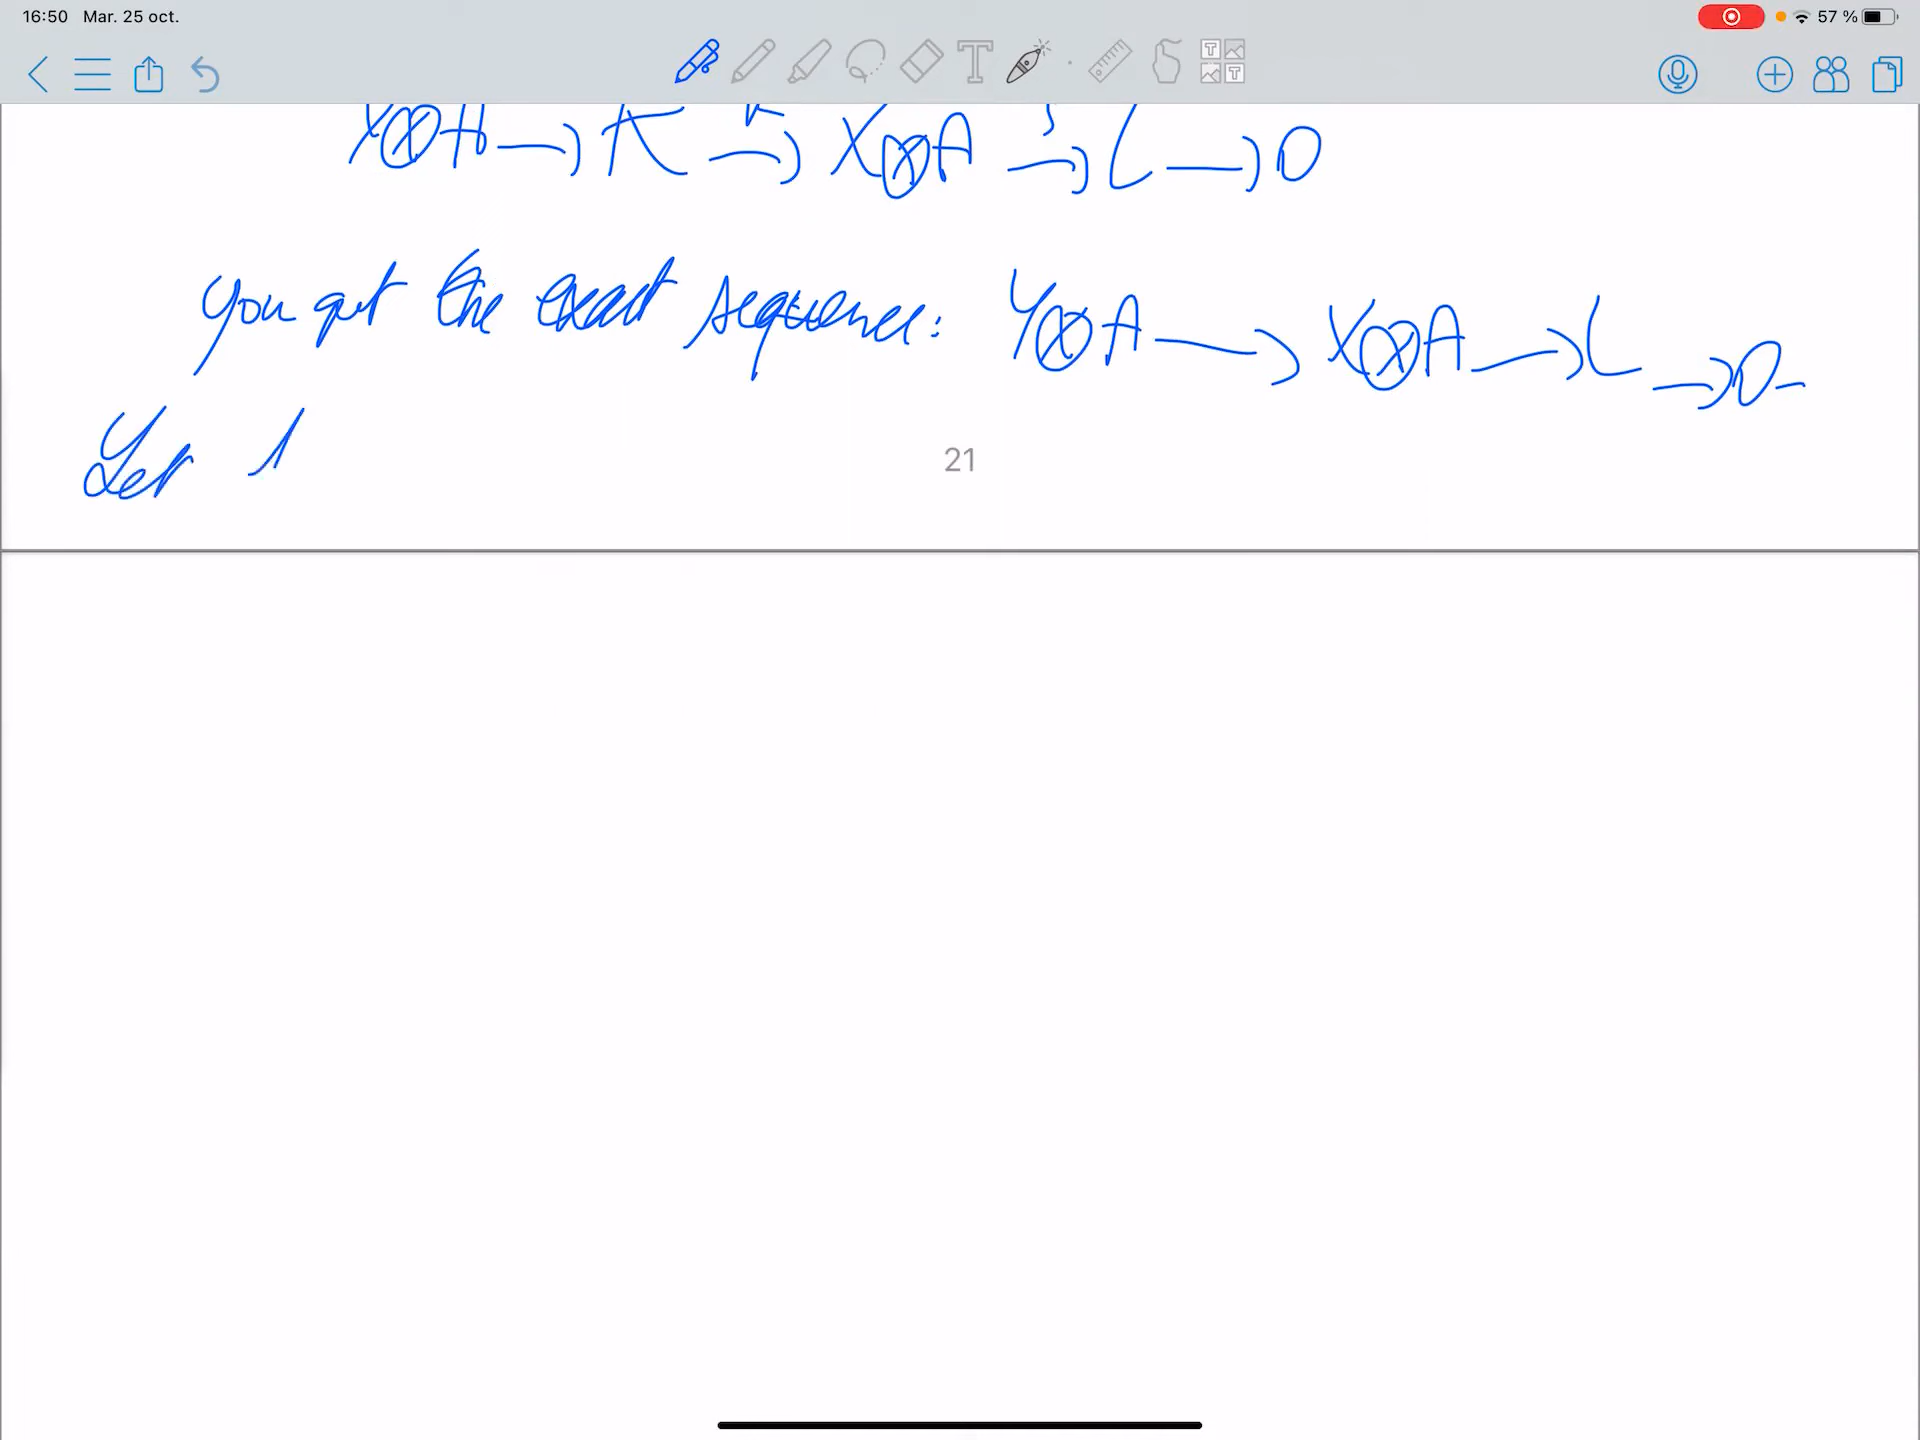 16:50 Mar. 25 oct. 57 %
Y⊗A → K →^k X⊗A →^s L → 0
you get the exact sequence: Y⊗A → X⊗A → L → 0
Let
21